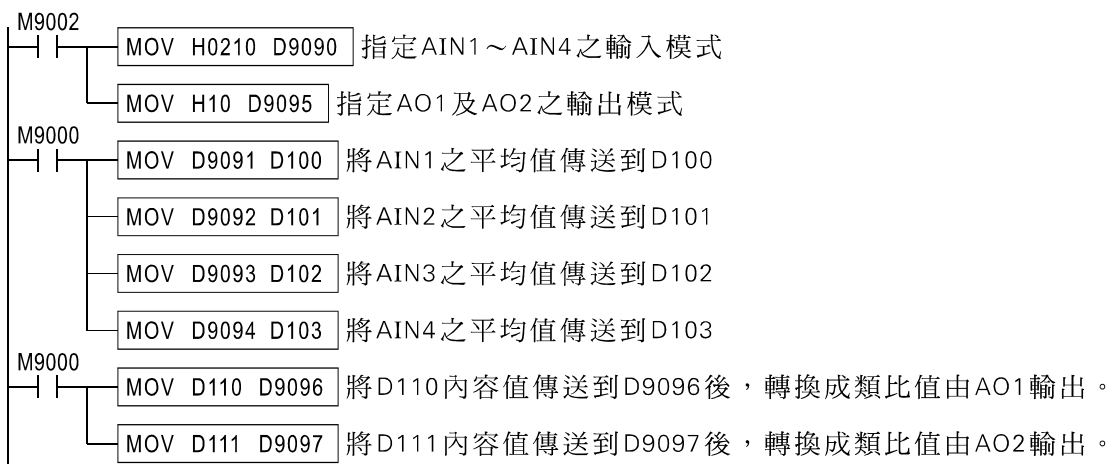 M9002
MOV H0210 D9090 指定AIN1～AIN4之輸入模式
MOV H10 D9095 指定AO1及AO2之輸出模式
M9000
MOV D9091 D100 將AIN1之平均值傳送到D100
MOV D9092 D101 將AIN2之平均值傳送到D101
MOV D9093 D102 將AIN3之平均值傳送到D102
MOV D9094 D103 將AIN4之平均值傳送到D103
M9000
MOV D110 D9096 將D110內容值傳送到D9096後，轉換成類比值由AO1輸出。
MOV D111 D9097 將D111內容值傳送到D9097後，轉換成類比值由AO2輸出。